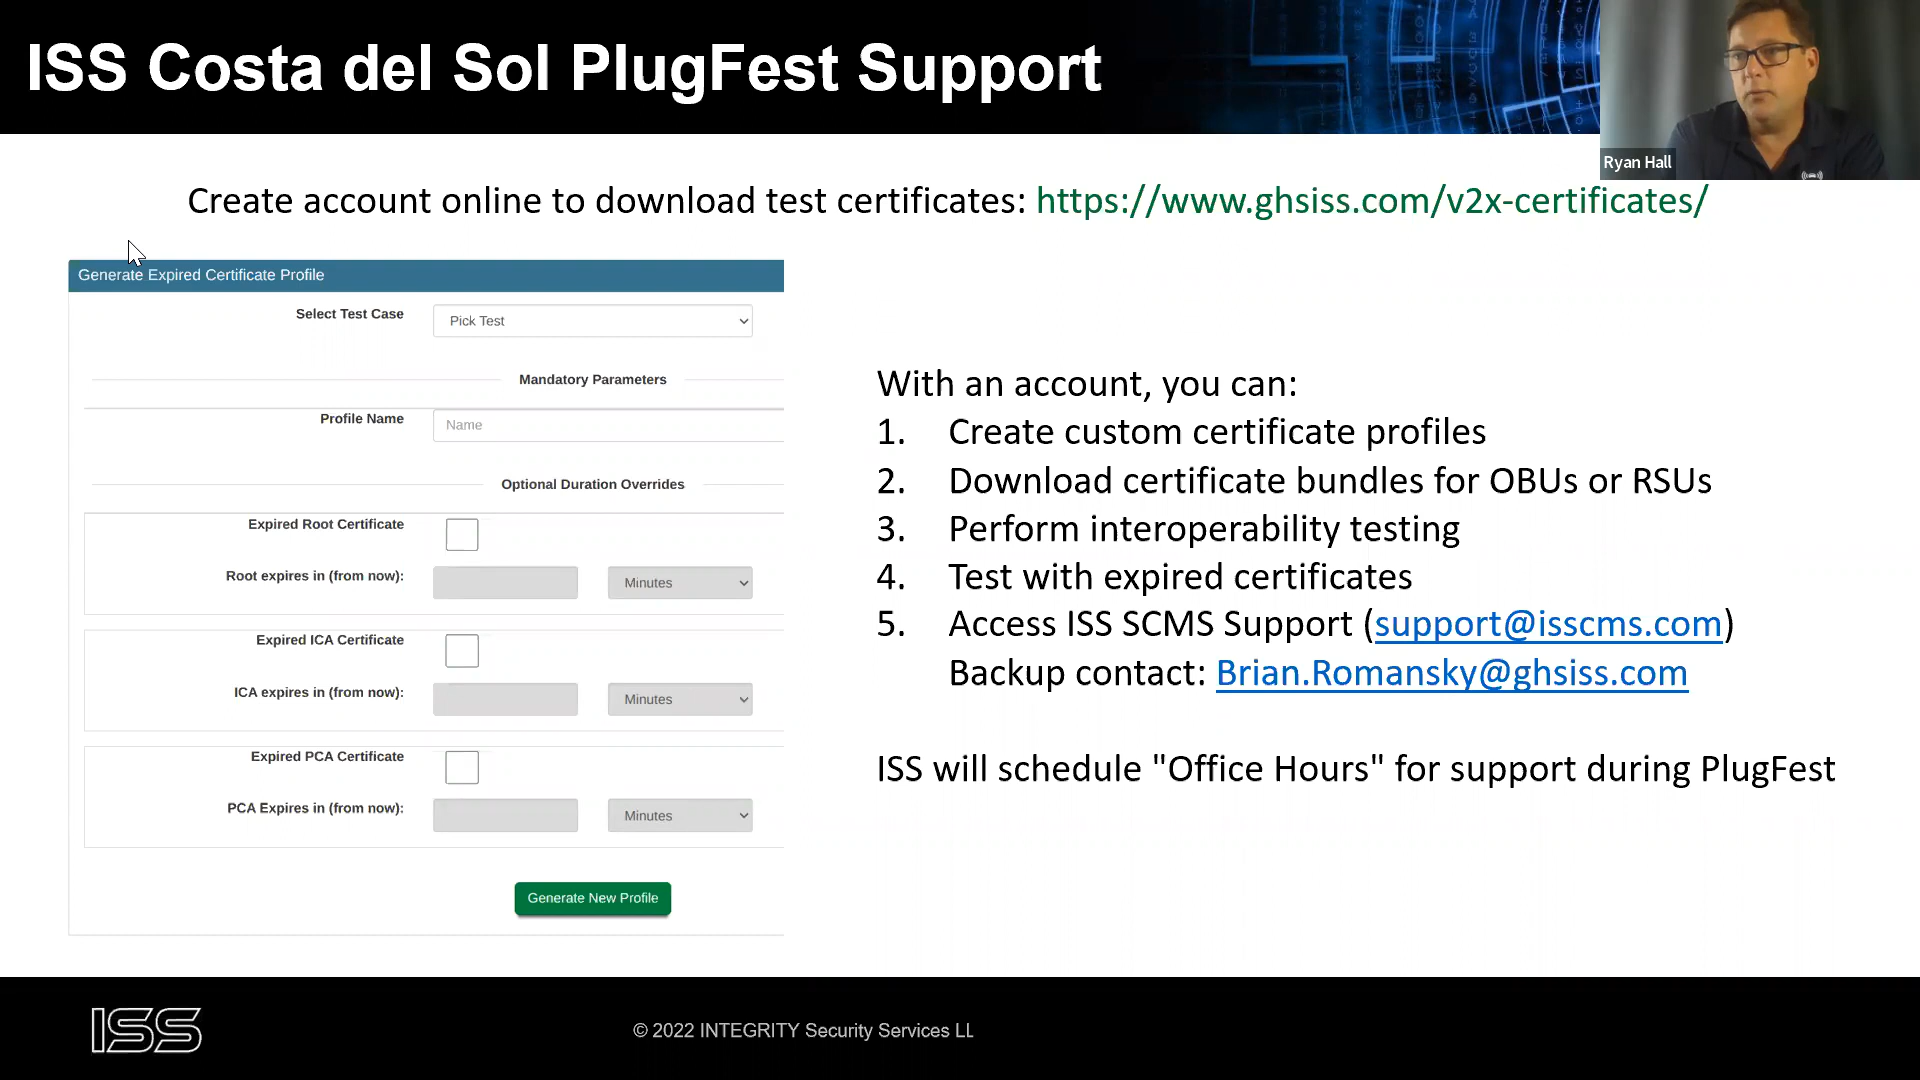 ISS Costa del Sol PlugFest Support
Ryan Hall
Create account online to download test certificates: https://www.ghsiss.com/v2x-certificates/
Generate Expired Certificate Profile
Select Test Case
Pick Test
Mandatory Parameters
Profile Name
Name
Optional Duration Overrides
Expired Root Certificate
Root expires in (from now):
Minutes
Expired ICA Certificate
ICA expires in (from now):
Minutes
Expired PCA Certificate
PCA Expires in (from now):
Minutes
Generate New Profile
With an account, you can:
1. Create custom certificate profiles
2. Download certificate bundles for OBUs or RSUs
3. Perform interoperability testing
4. Test with expired certificates
5. Access ISS SCMS Support (support@isscms.com)
Backup contact: Brian.Romansky@ghsiss.com
ISS will schedule "Office Hours" for support during PlugFest
ISS
© 2022 INTEGRITY Security Services LL